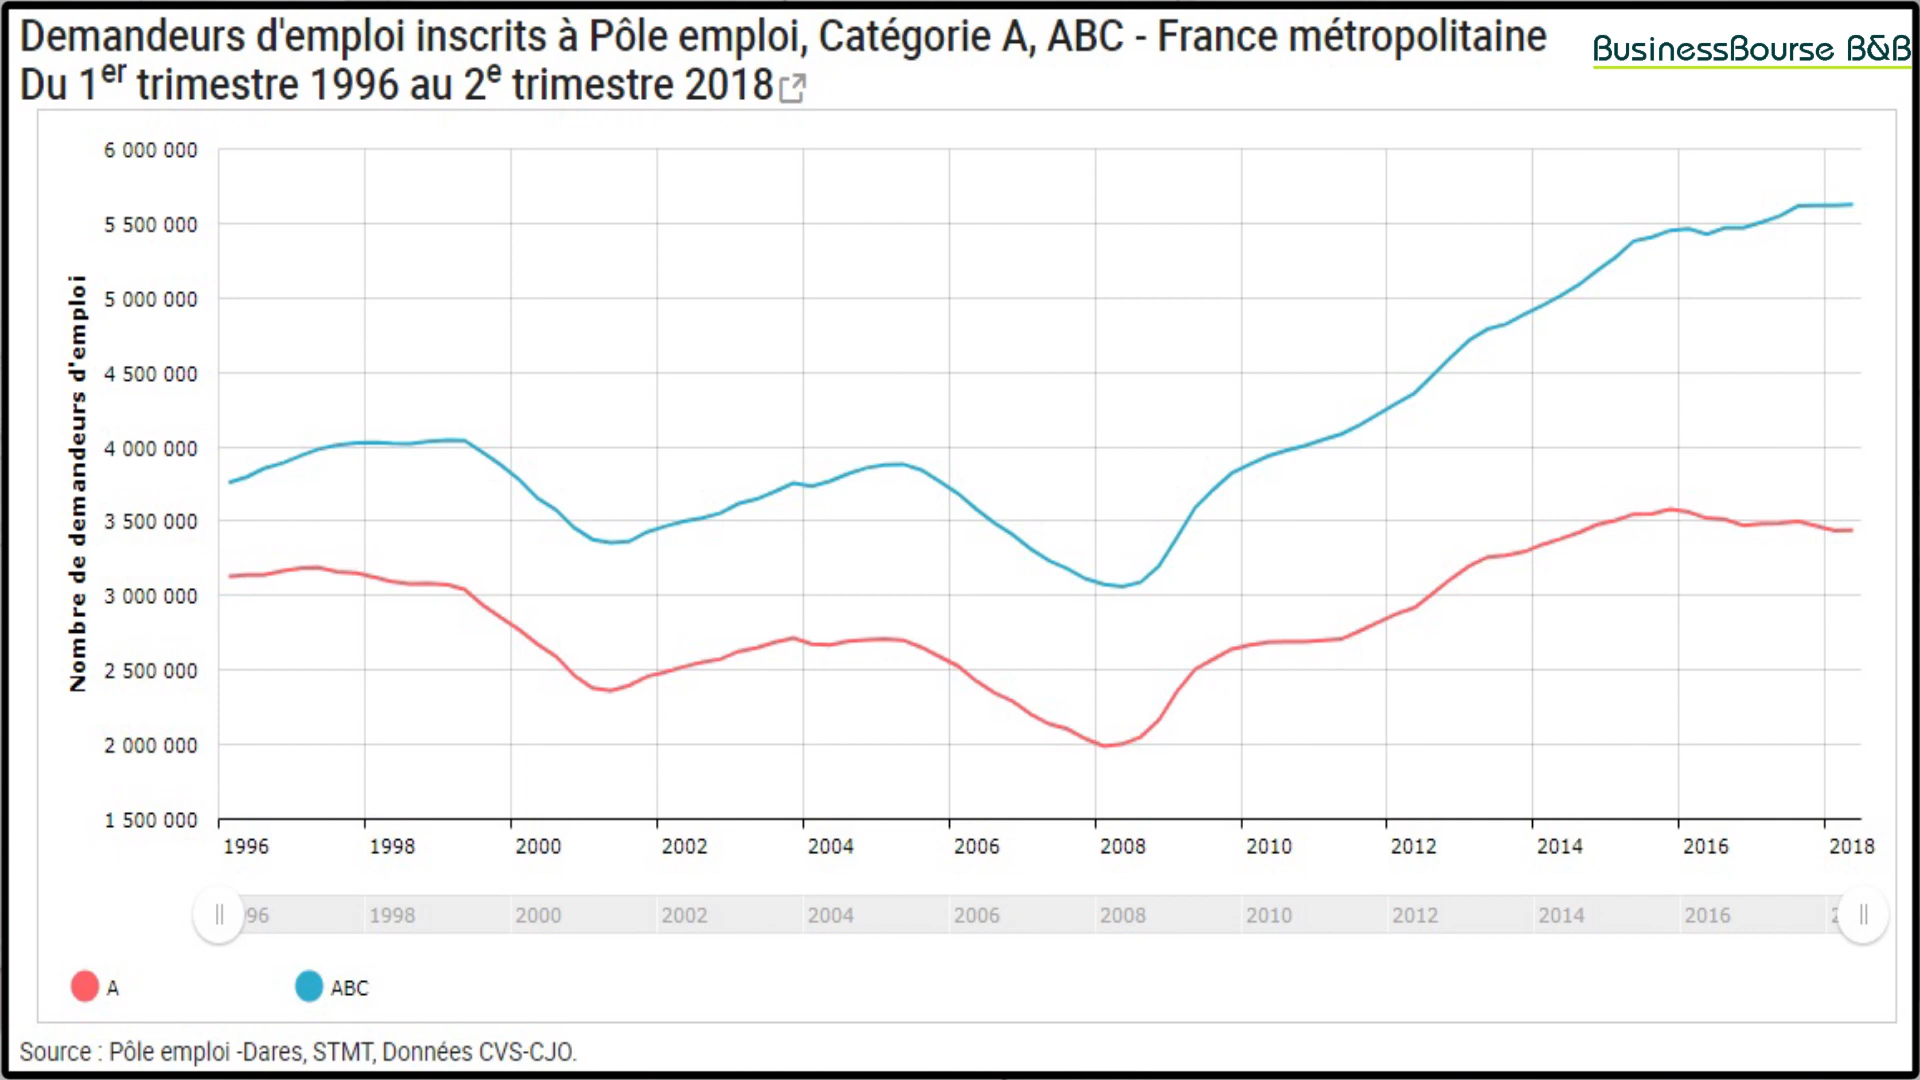 Demandeurs d'emploi inscrits à Pôle emploi, Catégorie A, ABC - France métropolitaine
BusinessBourse B&B
Du 1er trimestre 1996 au 2e trimestre 2018
Nombre de demandeurs d'emploi
6 000 000
5 500 000
5 000 000
4 500 000
4 000 000
3 500 000
3 000 000
2 500 000
2 000 000
1 500 000
1996 1998 2000 2002 2004 2006 2008 2010 2012 2014 2016 2018
96 1998 2000 2002 2004 2006 2008 2010 2012 2014 2016 2
A ABC
Source : Pôle emploi -Dares, STMT, Données CVS-CJO.